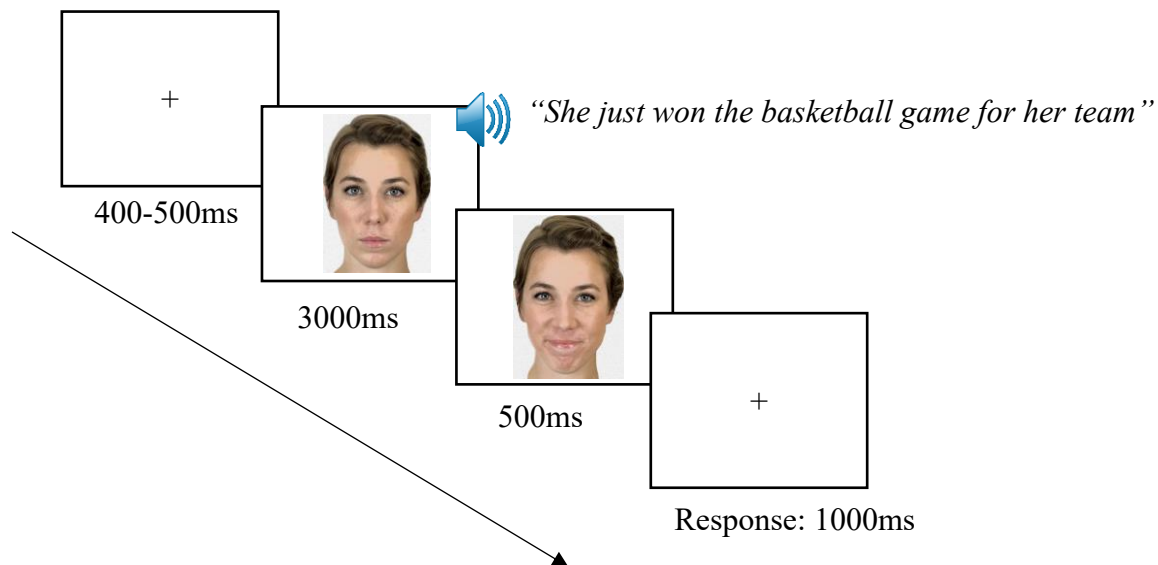 +
“She just won the basketball game for her team”
400-500ms
3000ms
500ms
+
Response: 1000ms